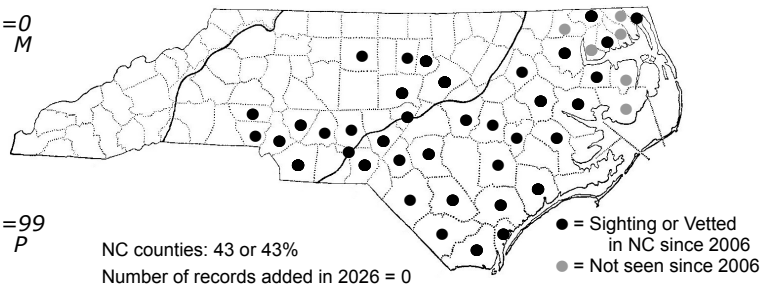 =0
M
=99
P
NC counties: 43 or 43%
Number of records added in 2026 = 0
= Sighting or Vetted
in NC since 2006
= Not seen since 2006